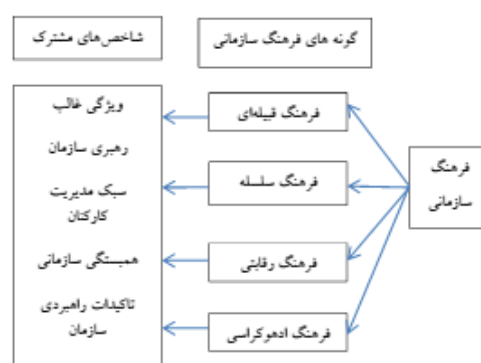 گونه های فرهنگ سازمانی
شاخص‌های مشترک
فرهنگ
سازمانی
فرهنگ قبیله‌ای
فرهنگ سلسله
فرهنگ رقابتی
فرهنگ ادهوکراسی
ویژگی غالب
رهبری سازمان
سبک مدیریت
کارکنان
همبستگی سازمانی
تاکیدات راهبردی
سازمان